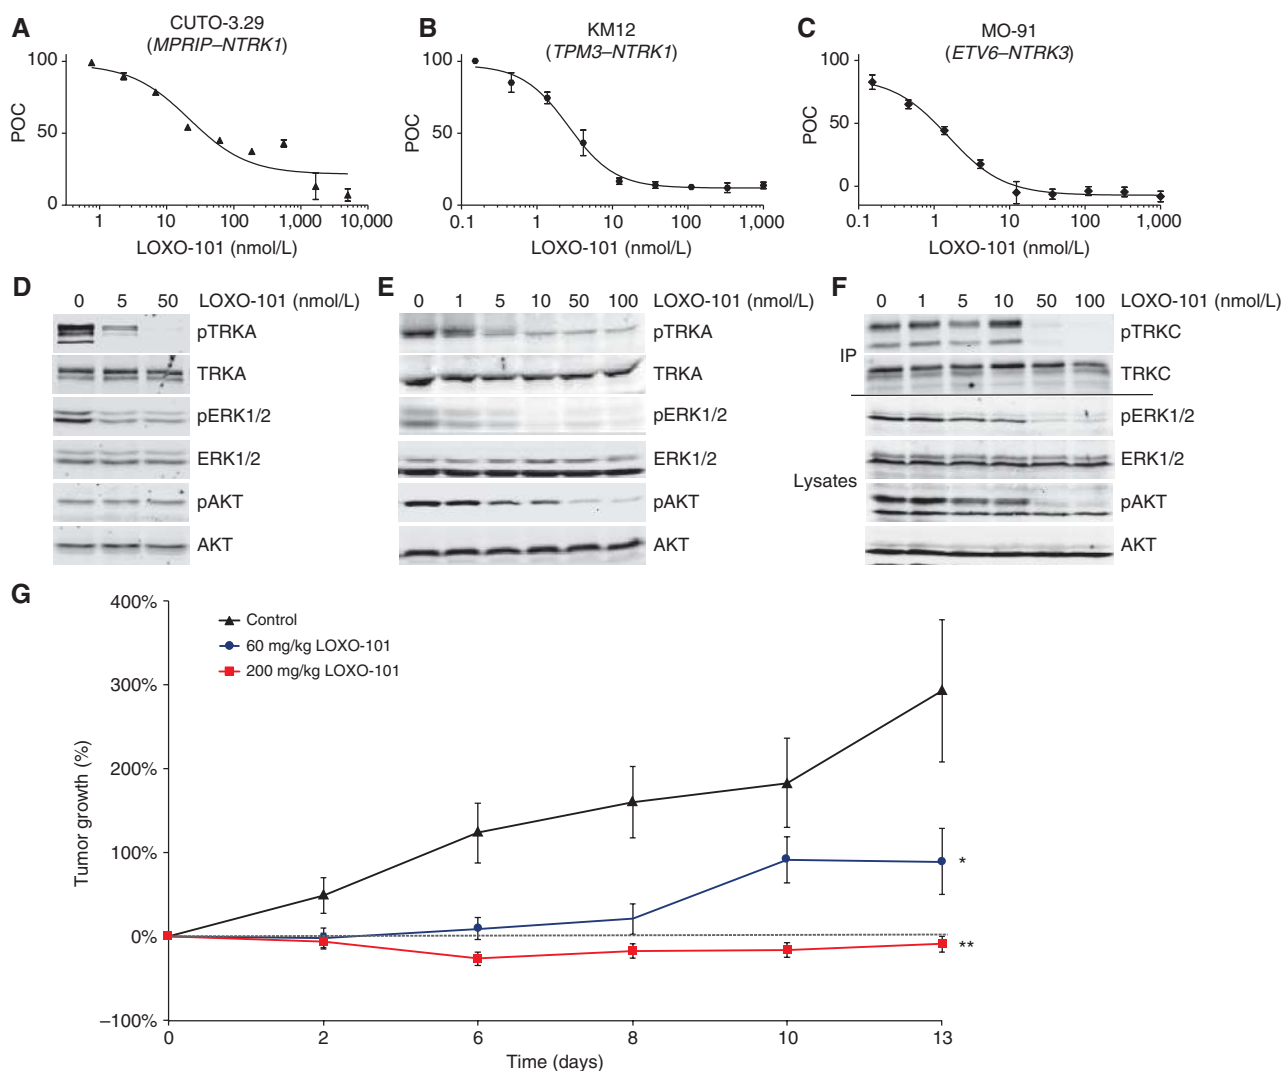 A
CUTO-3.29
(MPRIP–NTRK1)
100
50
0
POC
1
10
100
1,000
10,000
LOXO-101 (nmol/L)
B
KM12
(TPM3–NTRK1)
100
50
0
POC
0.1
1
10
100
1,000
LOXO-101 (nmol/L)
C
MO-91
(ETV6–NTRK3)
100
50
0
POC
0.1
1
10
100
1,000
LOXO-101 (nmol/L)
D
0 5 50 LOXO-101 (nmol/L)
pTRKA
TRKA
pERK1/2
ERK1/2
pAKT
AKT
E
0 1 5 10 50 100 LOXO-101 (nmol/L)
pTRKA
TRKA
pERK1/2
ERK1/2
pAKT
AKT
F
0 1 5 10 50 100 LOXO-101 (nmol/L)
IP
pTRKC
TRKC
Lysates
pERK1/2
ERK1/2
pAKT
AKT
G
400%
300%
200%
100%
0%
–100%
Tumor growth (%)
Control
60 mg/kg LOXO-101
200 mg/kg LOXO-101
*
**
0 2 6 8 10 13
Time (days)